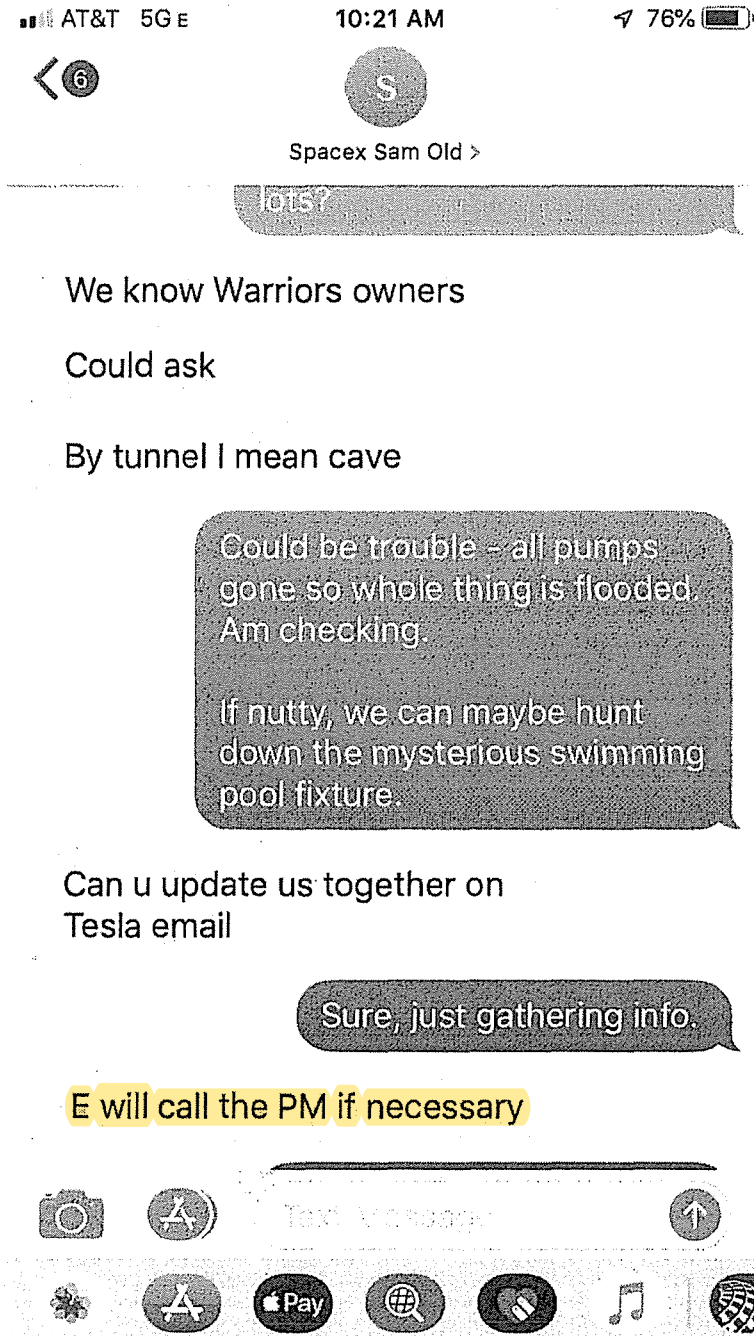 AT&T 5G E 10:21 AM 76%
6
S
Spacex Sam Old >
lots?
We know Warriors owners
Could ask
By tunnel I mean cave
Could be trouble – all pumps
gone so whole thing is flooded.
Am checking.
If nutty, we can maybe hunt
down the mysterious swimming
pool fixture.
Can u update us together on
Tesla email
Sure, just gathering info.
E will call the PM if necessary
Text Message
Pay